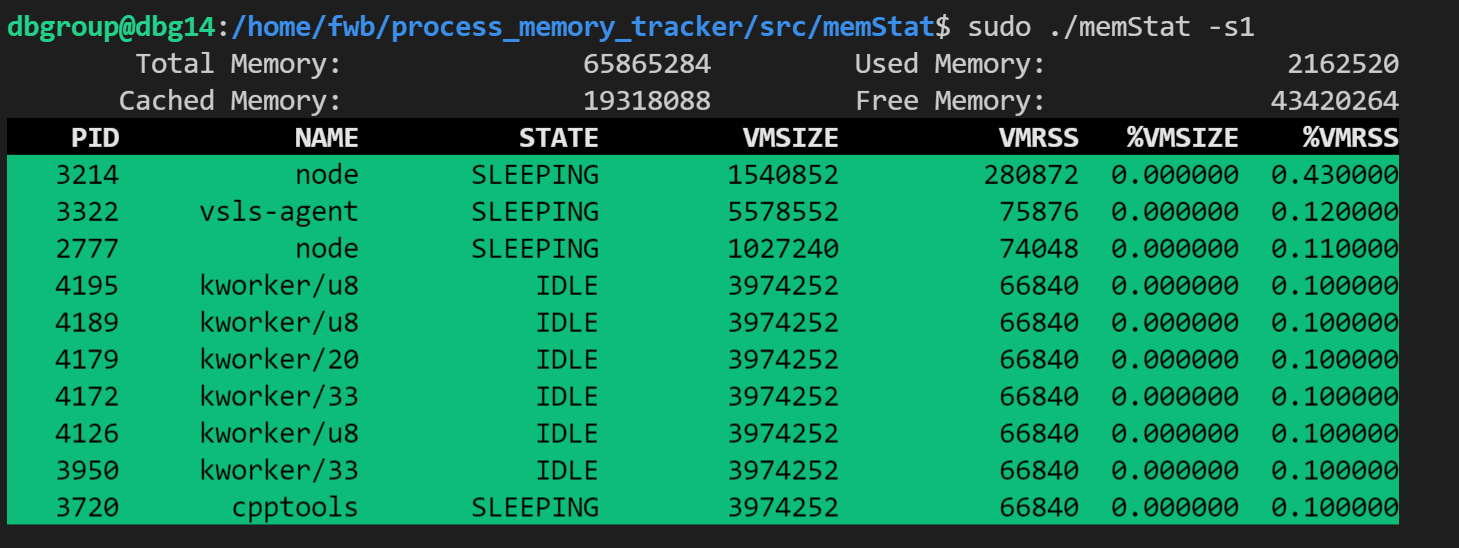 dbgroup@dbg14:/home/fwb/process_memory_tracker/src/memStat$ sudo ./memStat -s1
Total Memory: 65865284 Used Memory: 2162520
Cached Memory: 19318088 Free Memory: 43420264
PID NAME STATE VMSIZE VMRSS %VMSIZE %VMRSS
3214 node SLEEPING 1540852 280872 0.000000 0.430000
3322 vsls-agent SLEEPING 5578552 75876 0.000000 0.120000
2777 node SLEEPING 1027240 74048 0.000000 0.110000
4195 kworker/u8 IDLE 3974252 66840 0.000000 0.100000
4189 kworker/u8 IDLE 3974252 66840 0.000000 0.100000
4179 kworker/20 IDLE 3974252 66840 0.000000 0.100000
4172 kworker/33 IDLE 3974252 66840 0.000000 0.100000
4126 kworker/u8 IDLE 3974252 66840 0.000000 0.100000
3950 kworker/33 IDLE 3974252 66840 0.000000 0.100000
3720 cpptools SLEEPING 3974252 66840 0.000000 0.100000